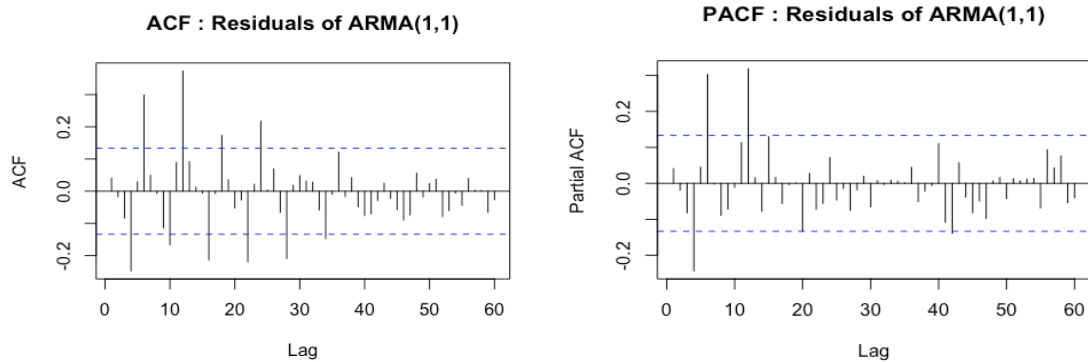 ACF : Residuals of ARMA(1,1)
ACF
0.2
0.0
-0.2
0 10 20 30 40 50 60
Lag
PACF : Residuals of ARMA(1,1)
Partial ACF
0.2
0.0
-0.2
0 10 20 30 40 50 60
Lag